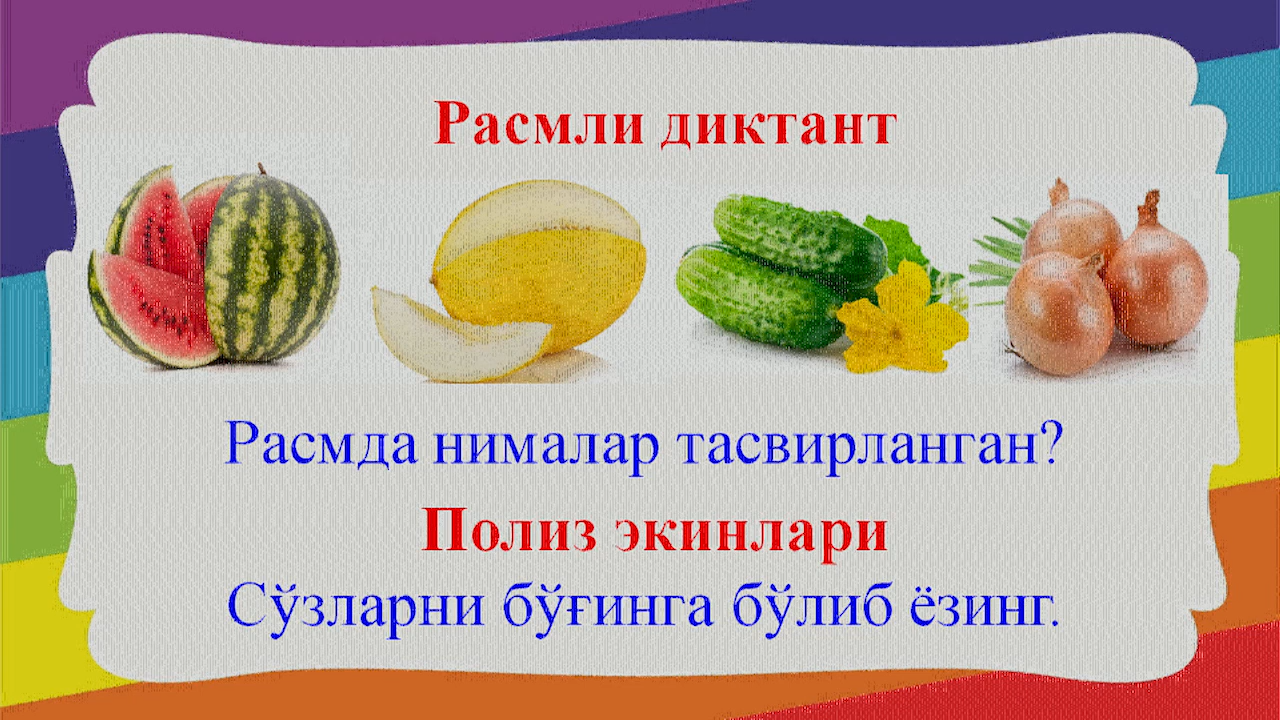 Расмли диктант
Расмда нималар тасвирланган?
Полиз экинлари
Сўзларни бўғинга бўлиб ёзинг.